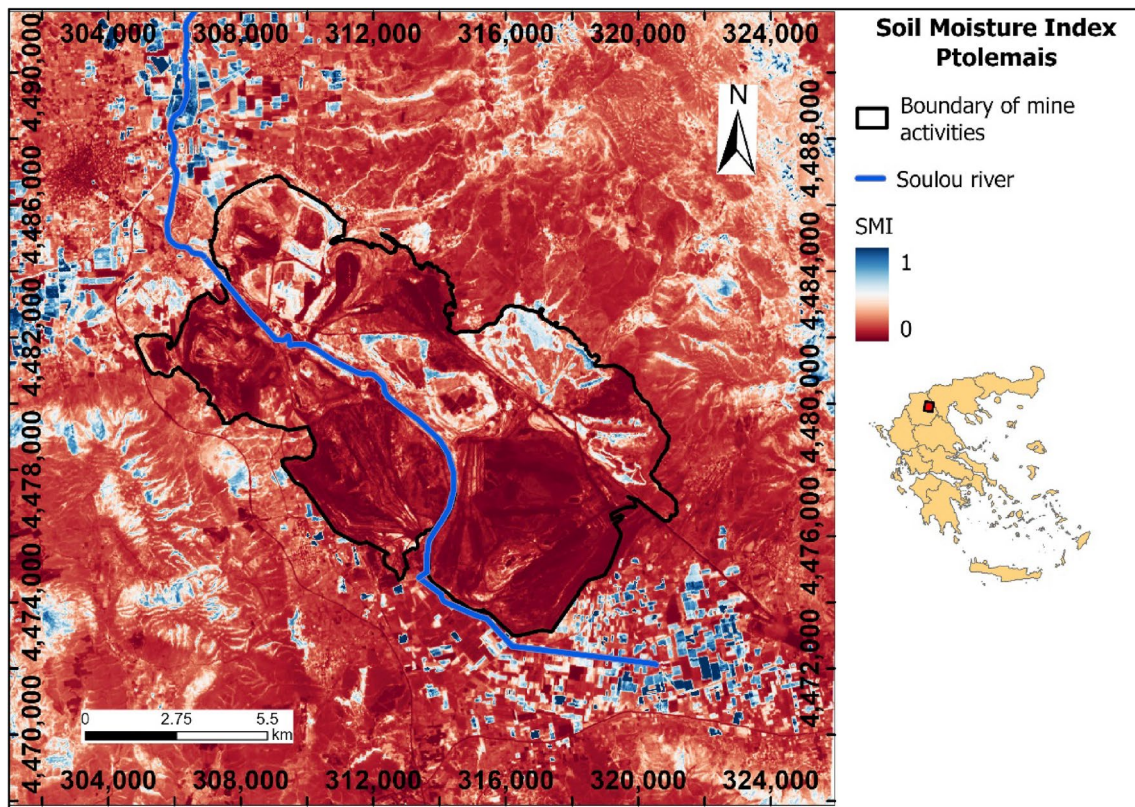 304,000 308,000 312,000 316,000 320,000 324,000
4,490,000
4,486,000
4,482,000
4,478,000
4,474,000
4,470,000
N
4,488,000
4,484,000
4,480,000
4,476,000
4,472,000
0 2.75 5.5
km
304,000 308,000 312,000 316,000 320,000 324,000
Soil Moisture Index
Ptolemais
Boundary of mine
activities
Soulou river
SMI
1
0